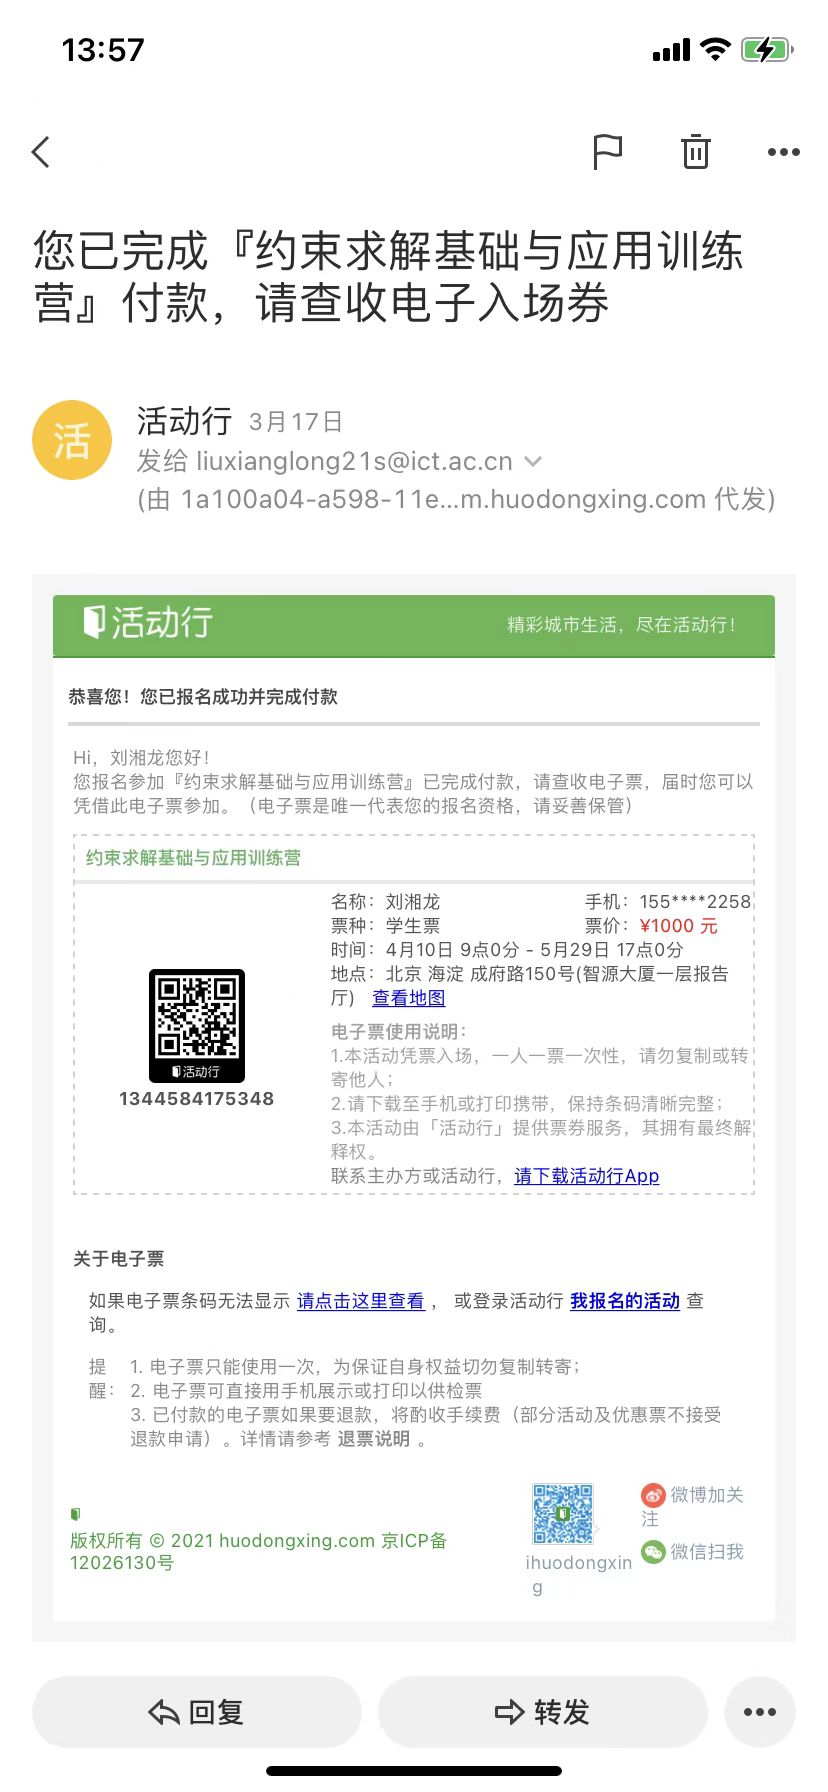 13:57
您已完成『约束求解基础与应用训练
营』付款，请查收电子入场券
活
活动行 3月17日
发给 liuxianglong21s@ict.ac.cn
(由 1a100a04-a598-11e...m.huodongxing.com 代发)
活动行 精彩城市生活，尽在活动行！
恭喜您！您已报名成功并完成付款
Hi，刘湘龙您好！
您报名参加『约束求解基础与应用训练营』已完成付款，请查收电子票，届时您可以
凭借此电子票参加。（电子票是唯一代表您的报名资格，请妥善保管）
约束求解基础与应用训练营
名称：刘湘龙 手机：155****2258
票种：学生票 票价：¥1000 元
时间：4月10日 9点0分 - 5月29日 17点0分
地点：北京 海淀 成府路150号(智源大厦一层报告
厅) 查看地图
活动行
1344584175348
电子票使用说明：
1.本活动凭票入场，一人一票一次性，请勿复制或转
寄他人；
2.请下载至手机或打印携带，保持条码清晰完整；
3.本活动由「活动行」提供票券服务，其拥有最终解
释权。
联系主办方或活动行，请下载活动行App
关于电子票
如果电子票条码无法显示 请点击这里查看 ， 或登录活动行 我报名的活动 查
询。
提 1. 电子票只能使用一次，为保证自身权益切勿复制转寄；
醒： 2. 电子票可直接用手机展示或打印以供检票
3. 已付款的电子票如果要退款，将酌收手续费（部分活动及优惠票不接受
退款申请）。详情请参考 退票说明 。
版权所有 © 2021 huodongxing.com 京ICP备
12026130号
ihuodongxin
g
微博加关
注
微信扫我
回复
转发